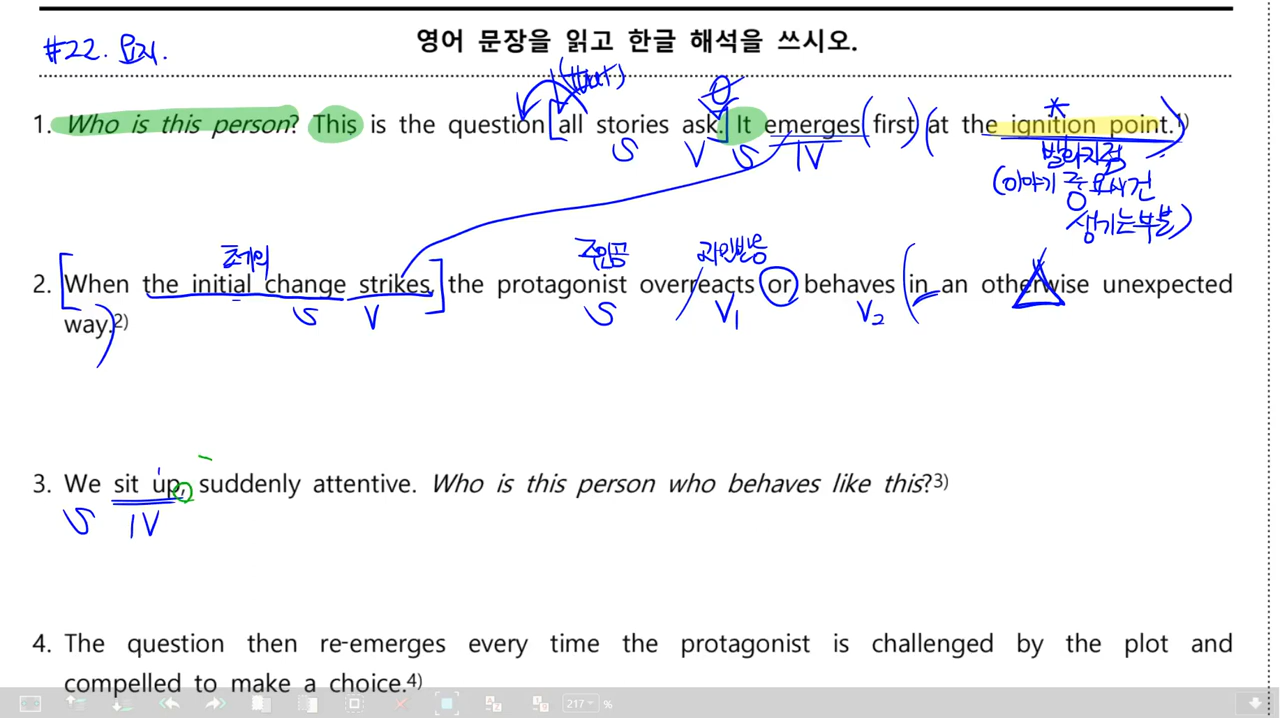 #22. 요지.
영어 문장을 읽고 한글 해석을 쓰시오.
(that)
1. Who is this person? This is the question [all stories ask.] It emerges (first) (at the ignition point.1))
S V S 1V
발화지점
(이야기 중요사건
생기는부분)
초기의 주인공 과잉반응
2. [When the initial change strikes,] the protagonist overreacts or behaves (in an otherwise unexpected
S V S V1 V2
way.2))
3. We sit up, suddenly attentive. Who is this person who behaves like this?3)
S 1V
4. The question then re-emerges every time the protagonist is challenged by the plot and
compelled to make a choice.4)
217 %